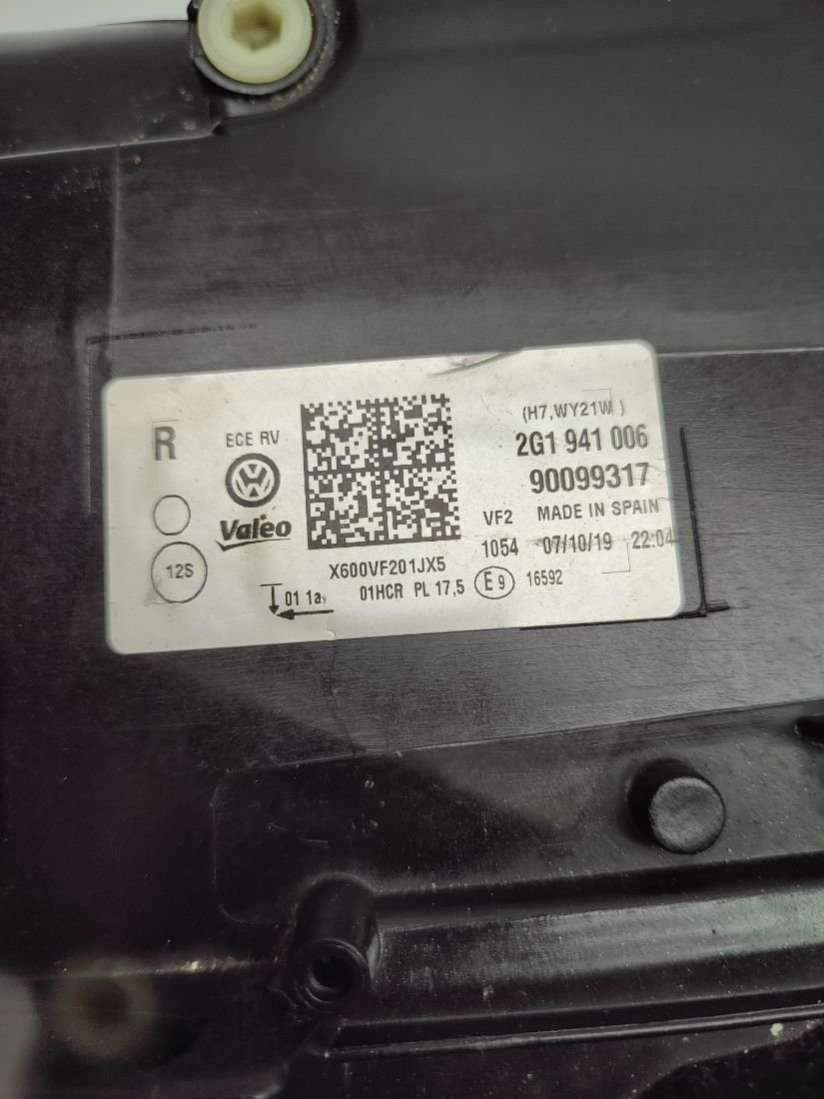 R
ECE RV
(H7,WY21W )
2G1 941 006
90099317
Valeo
VF2 MADE IN SPAIN
12S
X600VF201JX5
1054 07/10/19 22:04
01 1a
01HCR PL 17,5
E9 16592